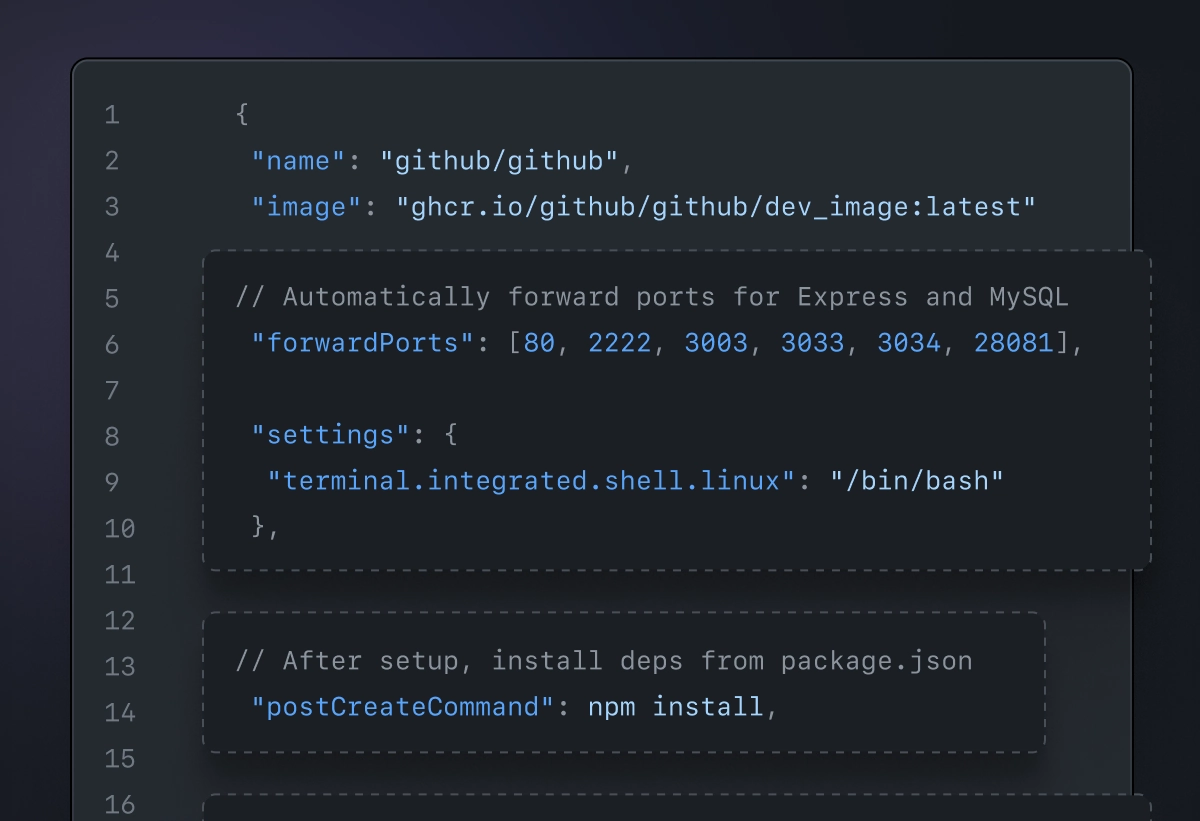 1 {
2 "name": "github/github",
3 "image": "ghcr.io/github/github/dev_image:latest"
4
5 // Automatically forward ports for Express and MySQL
6 "forwardPorts": [80, 2222, 3003, 3033, 3034, 28081],
7
8 "settings": {
9 "terminal.integrated.shell.linux": "/bin/bash"
10 },
11
12
13 // After setup, install deps from package.json
14 "postCreateCommand": npm install,
15
16